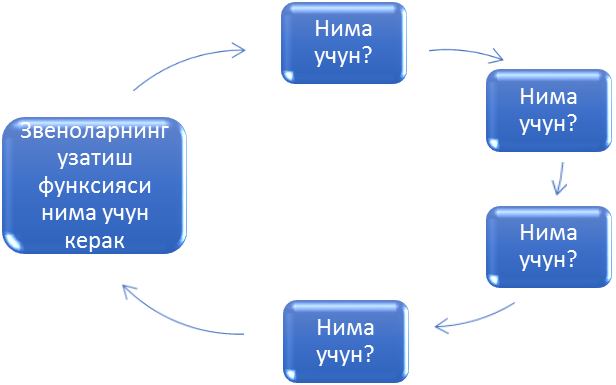 Нима
учун?
Нима
учун?
Звеноларнинг
узатиш
функсияси
нима учун
керак
Нима
учун?
Нима
учун?